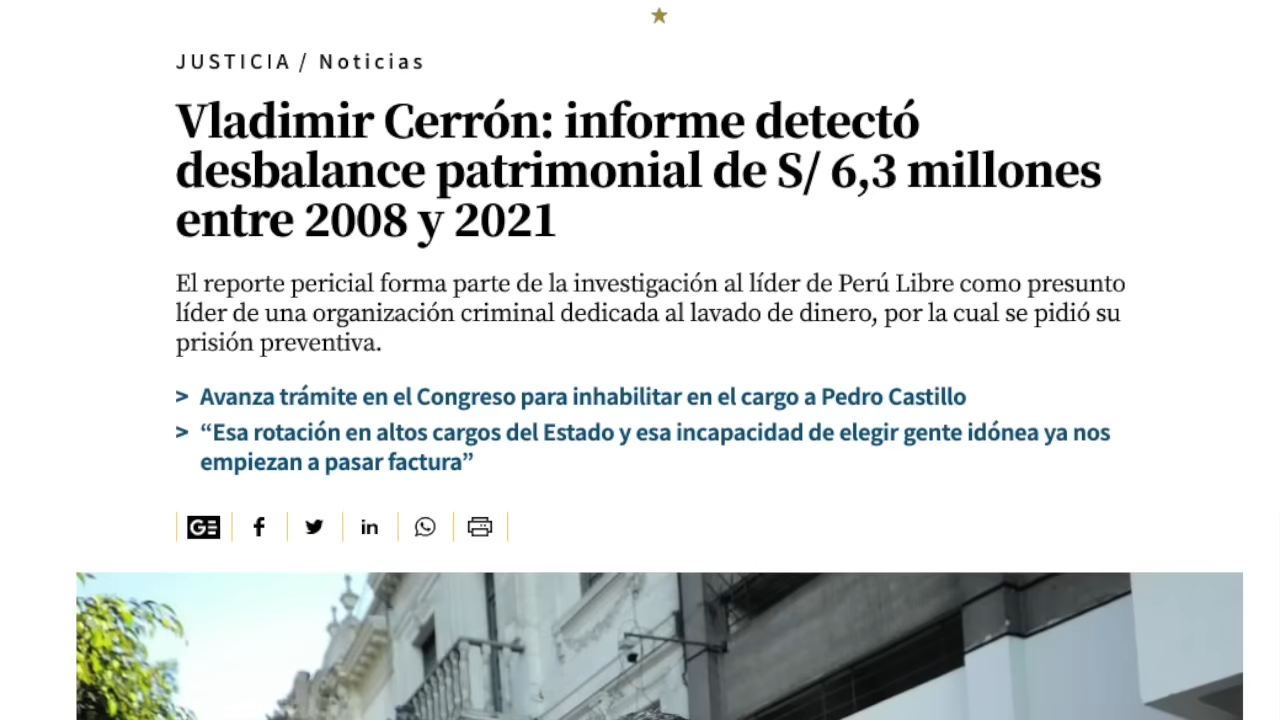 JUSTICIA / Noticias
Vladimir Cerrón: informe detectó
desbalance patrimonial de S/ 6,3 millones
entre 2008 y 2021
El reporte pericial forma parte de la investigación al líder de Perú Libre como presunto
líder de una organización criminal dedicada al lavado de dinero, por la cual se pidió su
prisión preventiva.
> Avanza trámite en el Congreso para inhabilitar en el cargo a Pedro Castillo
> “Esa rotación en altos cargos del Estado y esa incapacidad de elegir gente idónea ya nos
empiezan a pasar factura”
GE f in